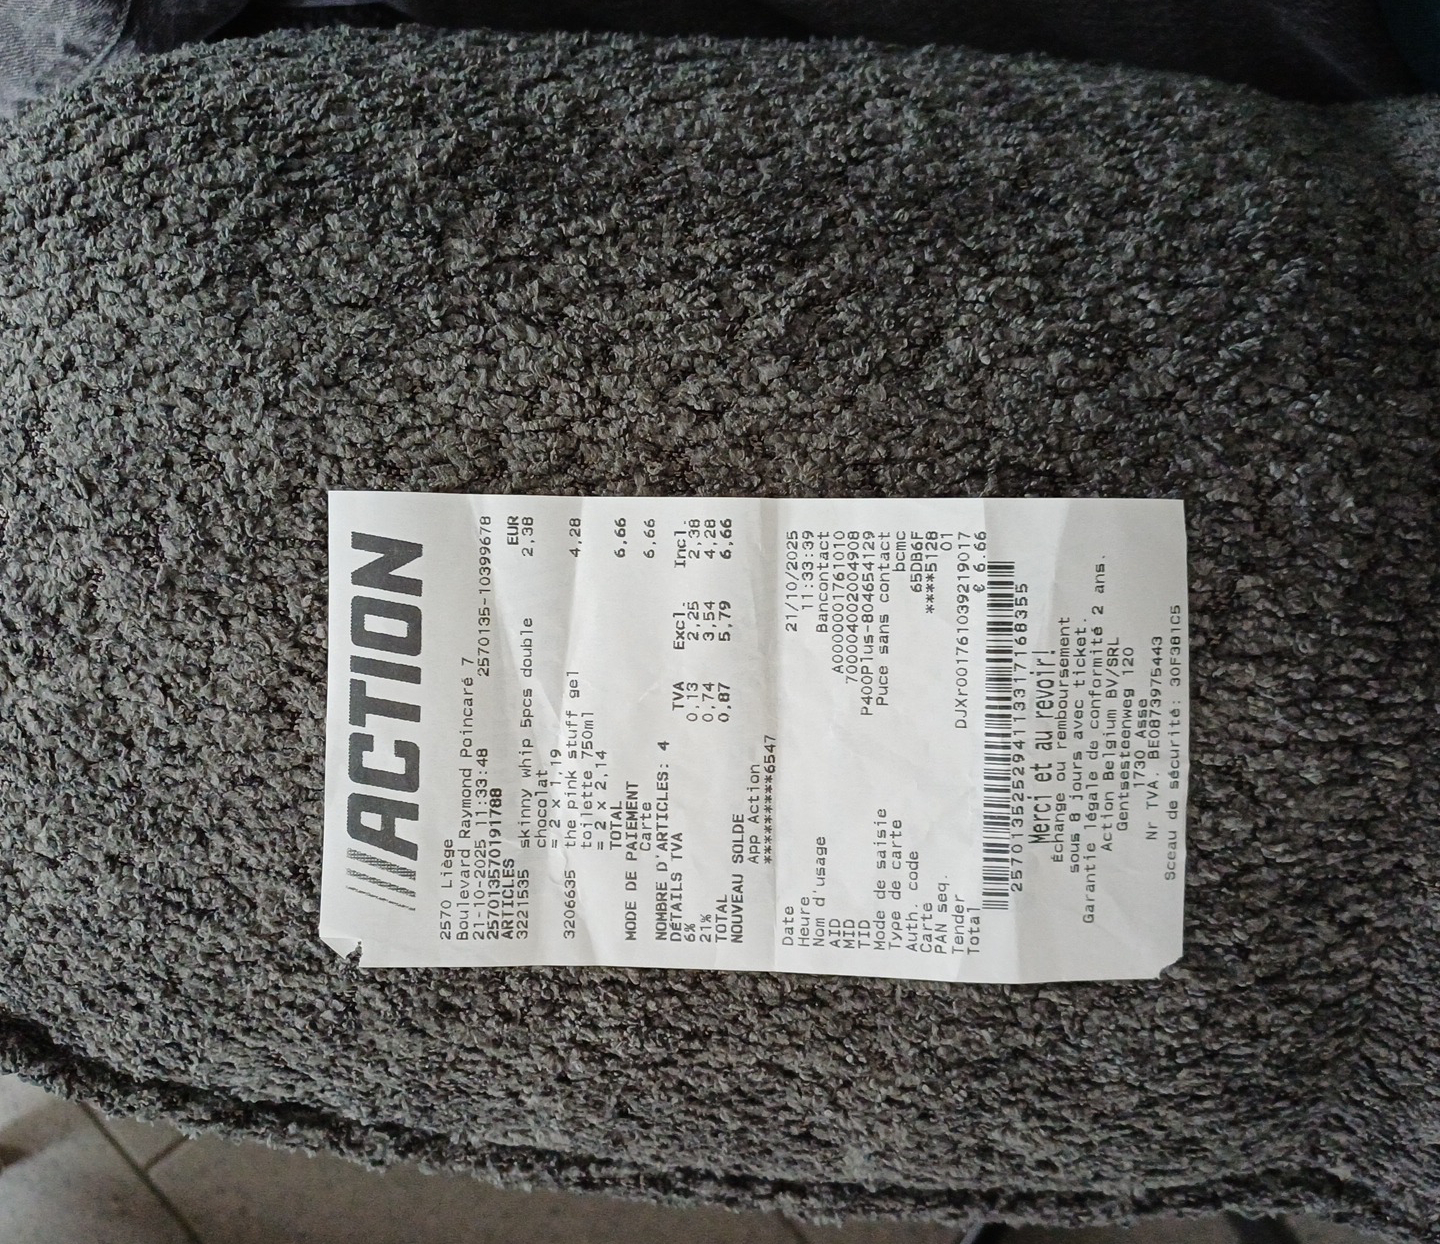 ACTION
2570 Liège
Boulevard Raymond Poincaré 7
21-10-2025 11:33:48 2570135-10399678
257013570191788
ARTICLES EUR
3221535 skinny whip 5pcs double 2,38
chocolat
= 2 x 1,19
3206635 the pink stuff gel 4,28
toilette 750ml
= 2 x 2,14
TOTAL 6,66
MODE DE PAIEMENT
Carte 6,66
NOMBRE D'ARTICLES: 4
DÉTAILS TVA TVA Excl. Incl.
6% 0,13 2,25 2,38
21% 0,74 3,54 4,28
TOTAL 0,87 5,79 6,66
NOUVEAU SOLDE
App Action
*********6547
Date 21/10/2025
Heure 11:33:39
Nom d'usage Bancontact
AID A0000001761010
MID 700004002004908
TID P400Plus-804654129
Mode de saisie Puce sans contact
Type de carte bcmc
Auth. code 65DB6F
Carte ****5128
PAN seq. 01
Tender DJXr001761039219017
Total € 6.66
2570135252941133171 68355
Merci et au revoir!
Échange ou remboursement
sous 8 jours avec ticket.
Garantie légale de conformité 2 ans.
Action Belgium BV/SRL
Gentsesteenweg 120
1730 Asse
Nr TVA. BE0873975443
Sceau de sécurité: 30F3B1C5